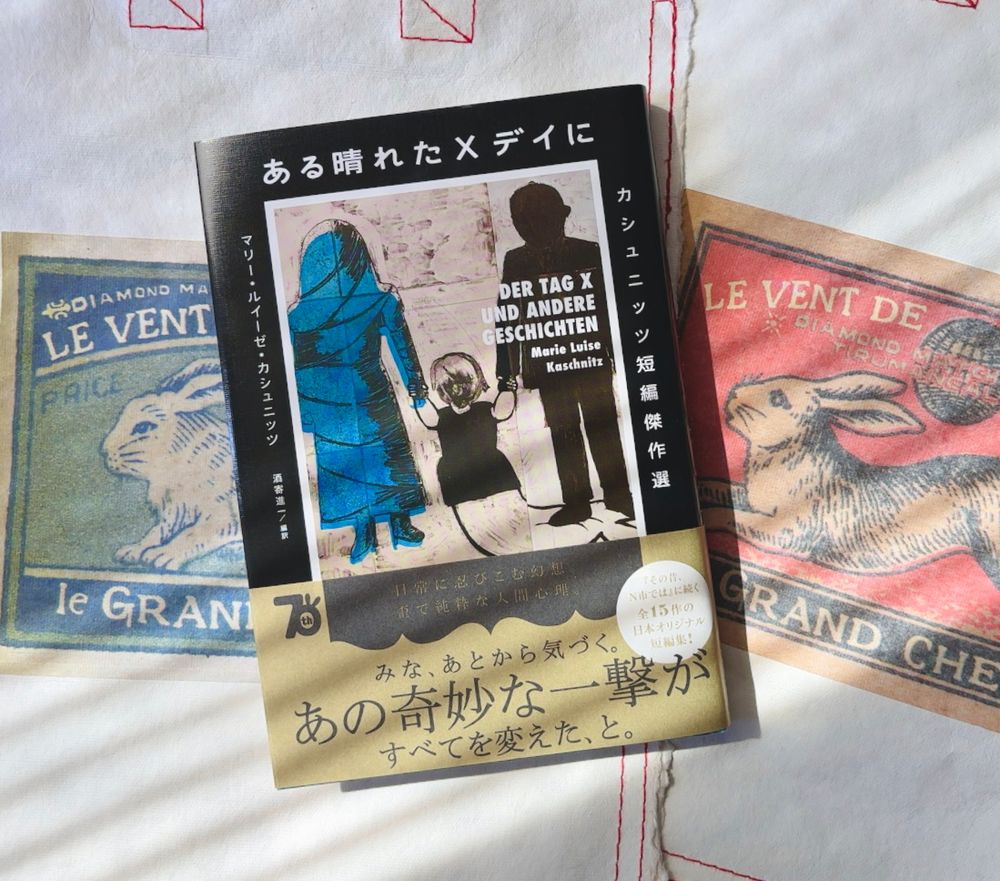 ある晴れたXデイに
カシュニッツ短編傑作選
マリー・ルイーゼ・カシュニッツ
酒寄進一/編訳
DER TAG X
UND ANDERE
GESCHICHTEN
Marie Luise
Kaschnitz
日常に忍びこむ幻想。
歪で純粋な人間心理。
70th
『その昔、
N市では』に続く
全15作の
日本オリジナル
短編集!
みな、あとから気づく。
あの奇妙な一撃が
すべてを変えた、と。
DIAMOND MA
LE VENT
PRICE
le GRAN
LE VENT DE
DIAMOND MATCH
GRAND CHE